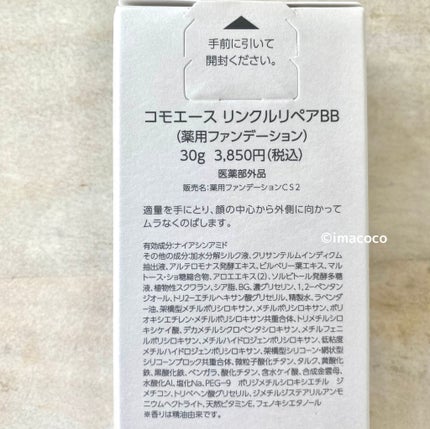 手前に引いて
開封ください。
コモエース リンクルリペアBB
(薬用ファンデーション)
30g 3,850円(税込)
医薬部外品
販売名:薬用ファンデーションCS2
適量を手にとり、顔の中心から外側に向かって
ムラなくのばします。
©imacoco
有効成分:ナイアシンアミド
その他の成分:加水分解シルク液、クリサンテルムインディクム
抽出液、アルテロモナス発酵エキス、ビルベリー葉エキス、マル
トース・ショ糖縮合物、アロエエキス(2)、ソルビトール発酵多糖
液、植物性スクワラン、シア脂、BG、濃グリセリン、1,2-ペンタン
ジオール、トリ2-エチルヘキサン酸グリセリル、精製水、ラベンダ
ー油、架橋型メチルポリシロキサン、メチルポリシロキサン、ポリ
オキシエチレン・メチルポリシロキサン共重合体、トリメチルシロ
キシケイ酸、デカメチルシクロペンタシロキサン、メチルフェニ
ルポリシロキサン、メチルハイドロジェンポリシロキサン、低粘度
メチルハイドロジェンポリシロキサン、架橋型シリコーン・網状型
シリコーンブロック共重合体、微粒子酸化チタン、タルク、黄酸化
鉄、黒酸化鉄、ベンガラ、酸化チタン、含水ケイ酸、合成金雲母、
水酸化Al、塩化Na、PEG-9 ポリジメチルシロキシエチル ジ
メチコン、トリベヘン酸グリセリル、ジメチルジステアリルアンモ
ニウムヘクトライト、天然ビタミンE、フェノキシエタノール
※香りは精油由来です。